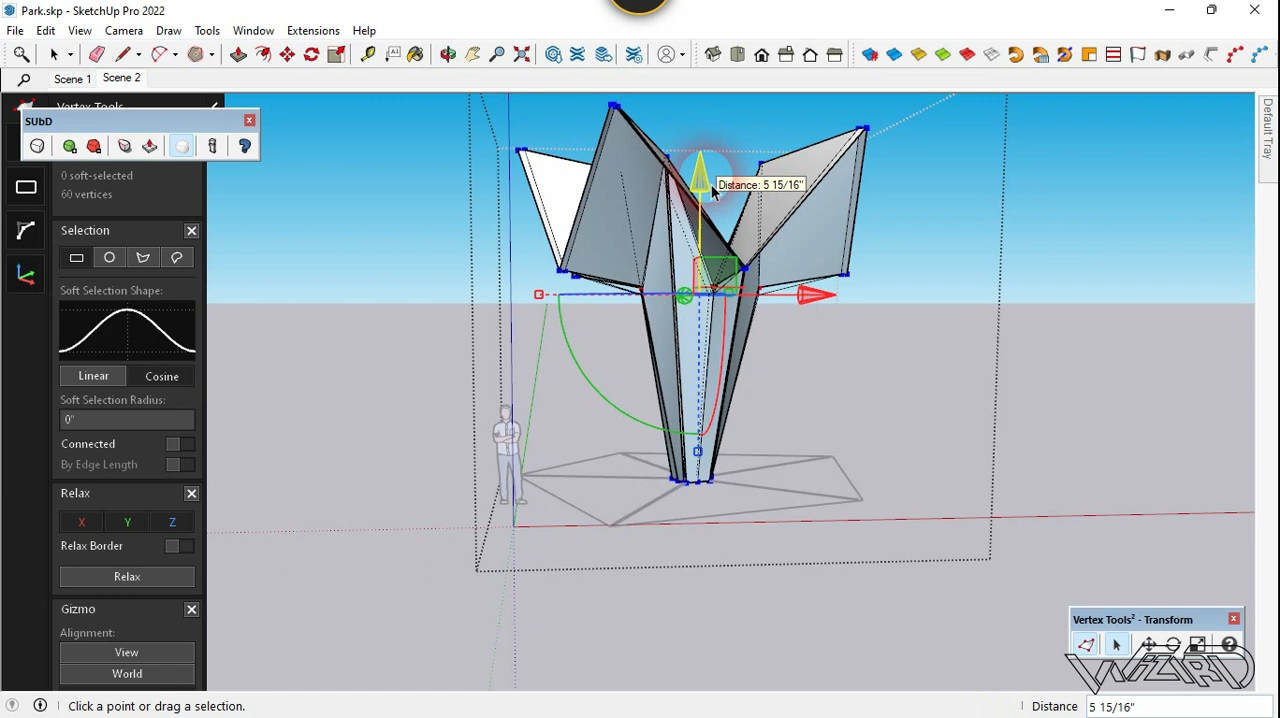 Park.skp - SketchUp Pro 2022
File Edit View Camera Draw Tools Window Extensions Help
Scene 1 Scene 2
Vertex Tools
SUbD
0 soft-selected
60 vertices
Selection
Soft Selection Shape:
Linear Cosine
Soft Selection Radius:
0"
Connected
By Edge Length
Relax
X Y Z
Relax Border
Relax
Gizmo
Alignment:
View
World
Distance: 5 15/16"
Default Tray
Vertex Tools² - Transform
WIZARD
Click a point or drag a selection.
Distance 5 15/16"